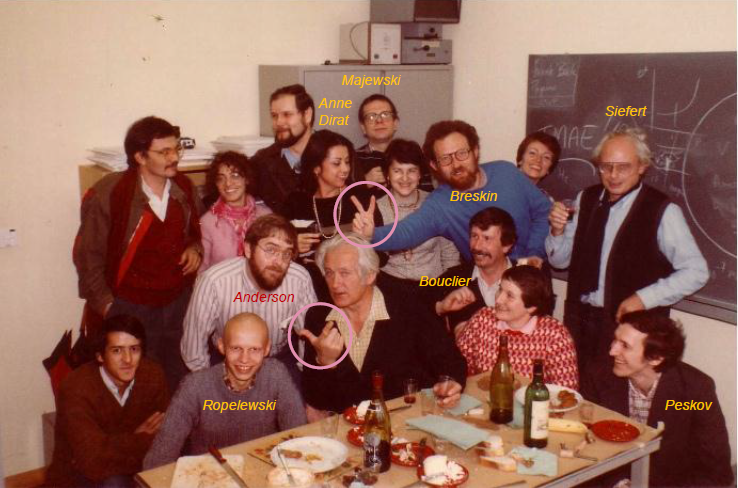 Majewski
Anne
Dirat
Siefert
Breskin
Bouclier
Anderson
Ropelewski
Peskov